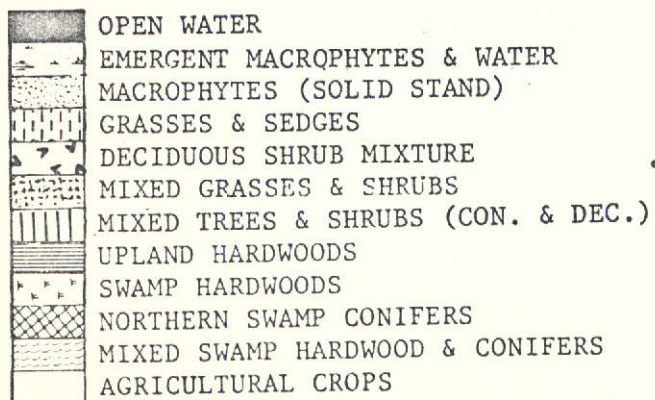 OPEN WATER
EMERGENT MACROPHYTES & WATER
MACROPHYTES (SOLID STAND)
GRASSES & SEDGES
DECIDUOUS SHRUB MIXTURE
MIXED GRASSES & SHRUBS
MIXED TREES & SHRUBS (CON. & DEC.)
UPLAND HARDWOODS
SWAMP HARDWOODS
NORTHERN SWAMP CONIFERS
MIXED SWAMP HARDWOOD & CONIFERS
AGRICULTURAL CROPS